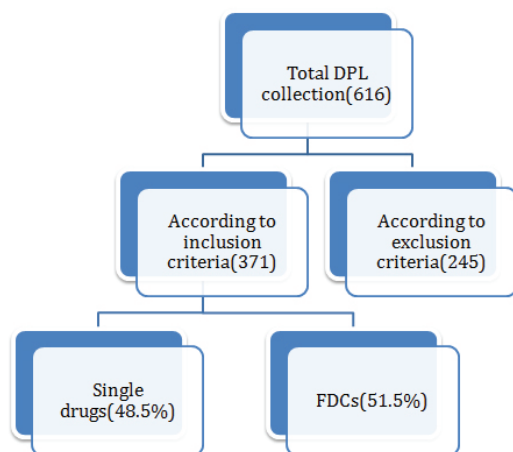 Total DPL
collection(616)
According to
inclusion
criteria(371)
According to
exclusion
criteria(245)
Single
drugs(48.5%)
FDCs(51.5%)